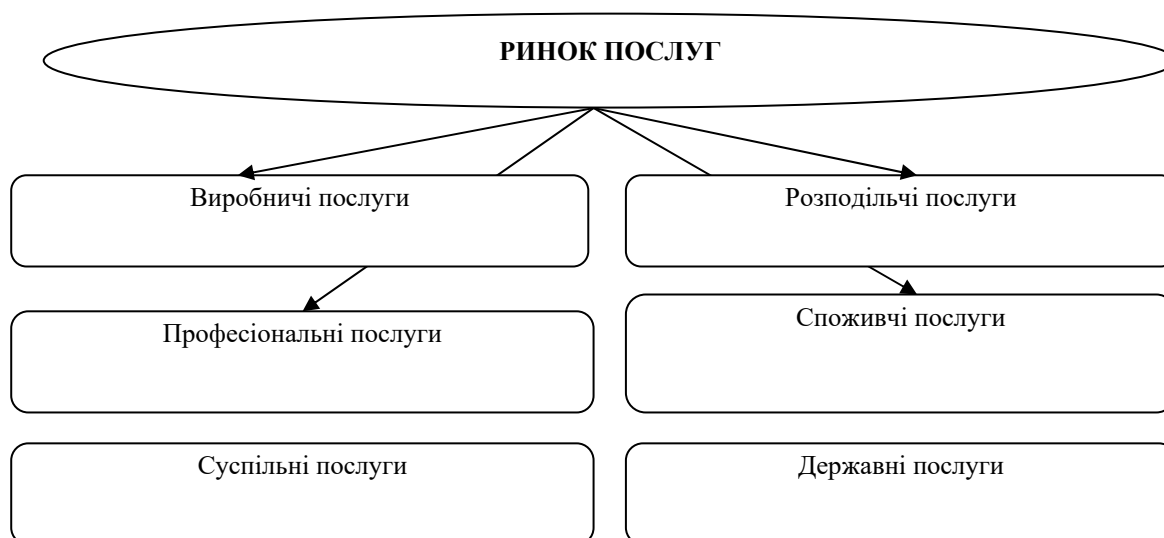 РИНОК ПОСЛУГ
Виробничі послуги
Розподільчі послуги
Професіональні послуги
Споживчі послуги
Суспільні послуги
Державні послуги